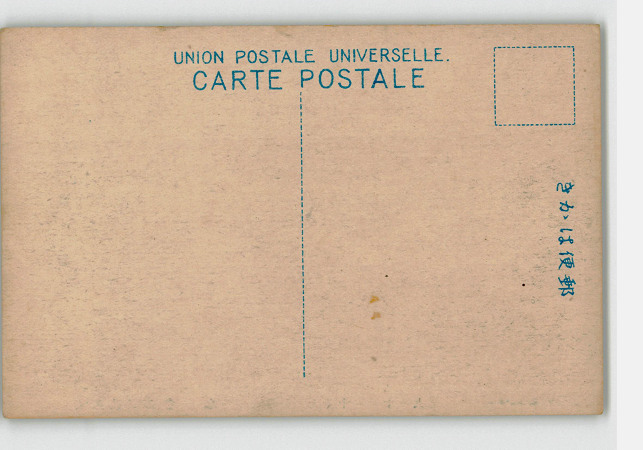 UNION POSTALE UNIVERSELLE.
CARTE POSTALE
きかは便郵